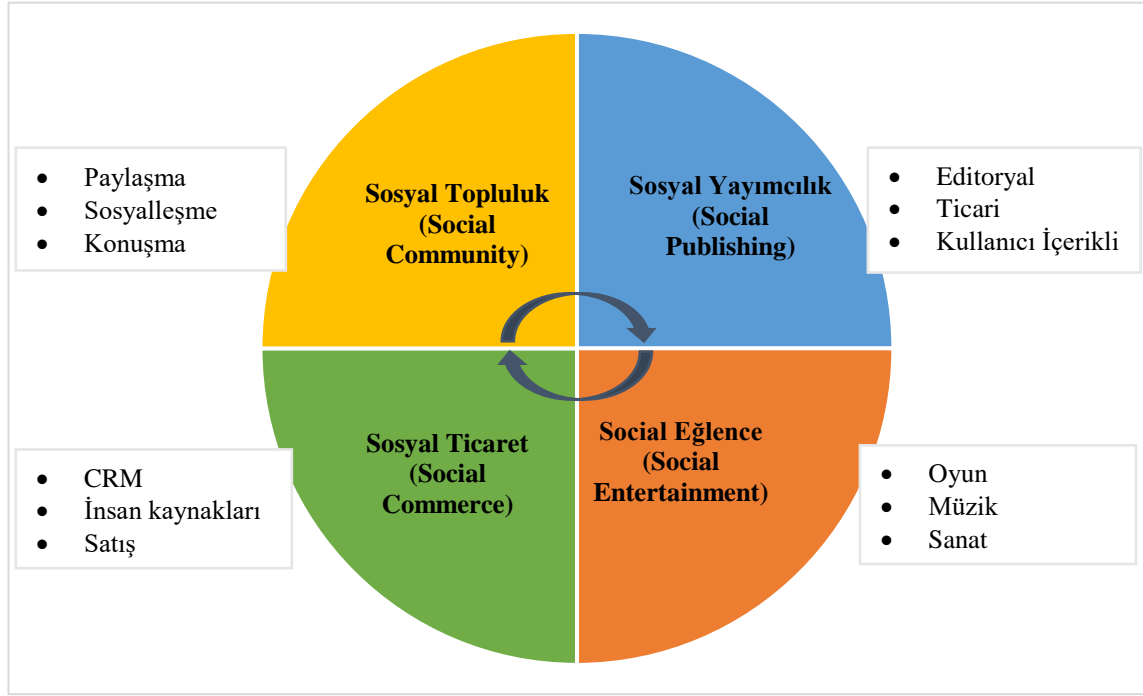 • Paylaşma
• Sosyalleşme
• Konuşma
Sosyal Topluluk
(Social
Community)
Sosyal Yayımcılık
(Social
Publishing)
• Editoryal
• Ticari
• Kullanıcı İçerikli
• CRM
• İnsan kaynakları
• Satış
Sosyal Ticaret
(Social
Commerce)
Social Eğlence
(Social
Entertainment)
• Oyun
• Müzik
• Sanat